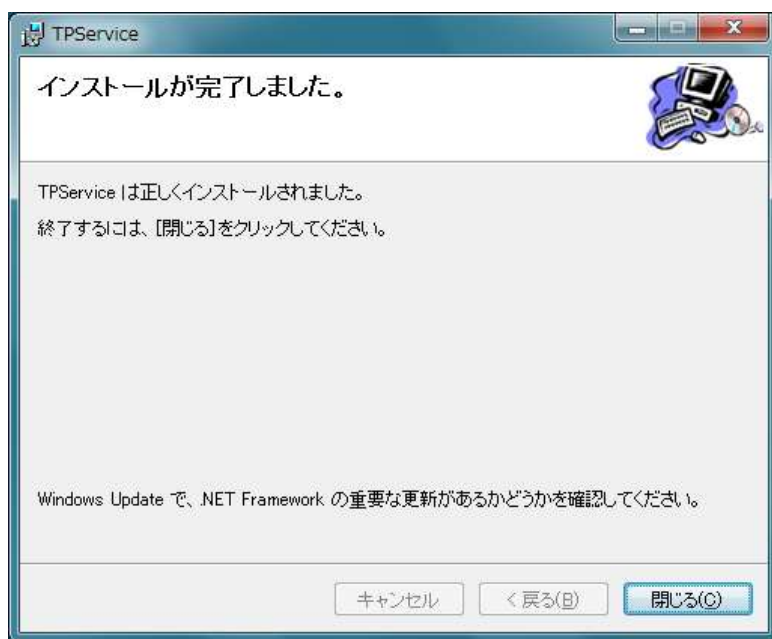 TPService
インストールが完了しました。
TPService は正しくインストールされました。
終了するには、[閉じる]をクリックしてください。
Windows Update で、.NET Framework の重要な更新があるかどうかを確認してください。
キャンセル
< 戻る(B)
閉じる(C)